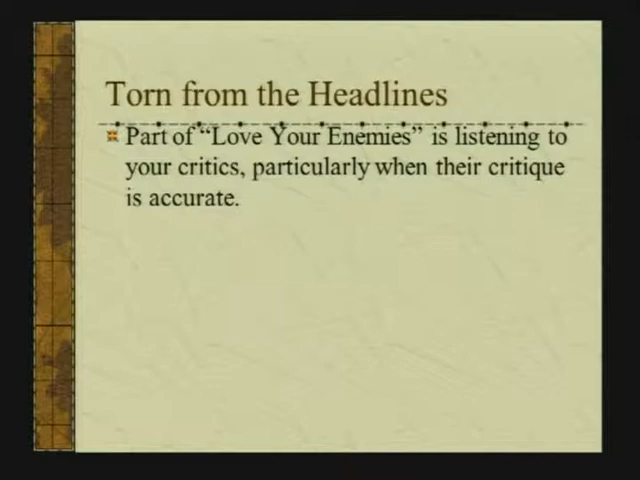 Torn from the Headlines
Part of “Love Your Enemies” is listening to
your critics, particularly when their critique
is accurate.